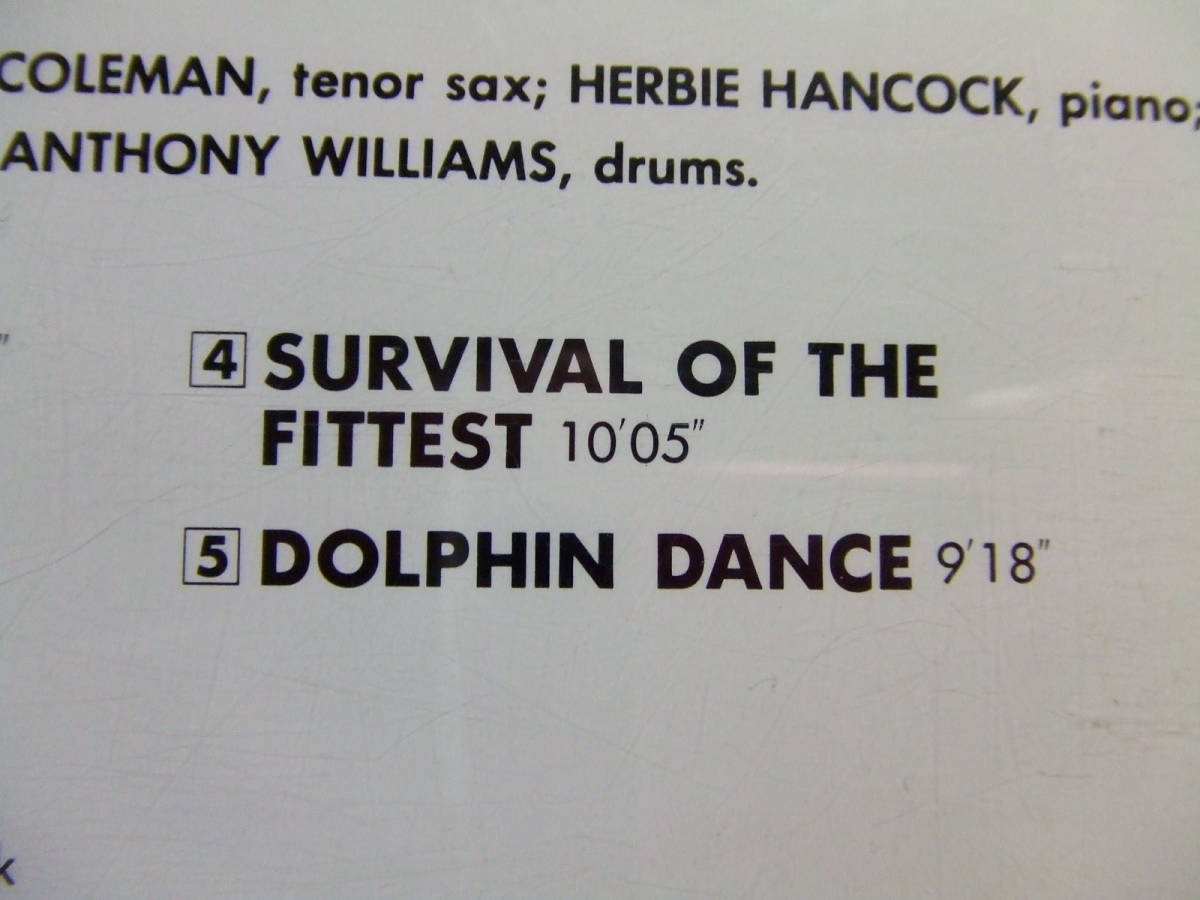 COLEMAN, tenor sax; HERBIE HANCOCK, piano;
ANTHONY WILLIAMS, drums.
"
4 SURVIVAL OF THE
FITTEST 10'05"
5 DOLPHIN DANCE 9'18"
k